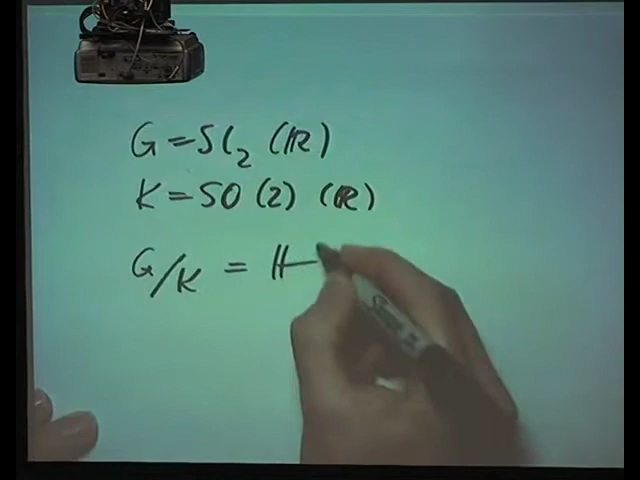 G = SL₂ (ℝ)
K = SO (2) (ℝ)
G/K = H